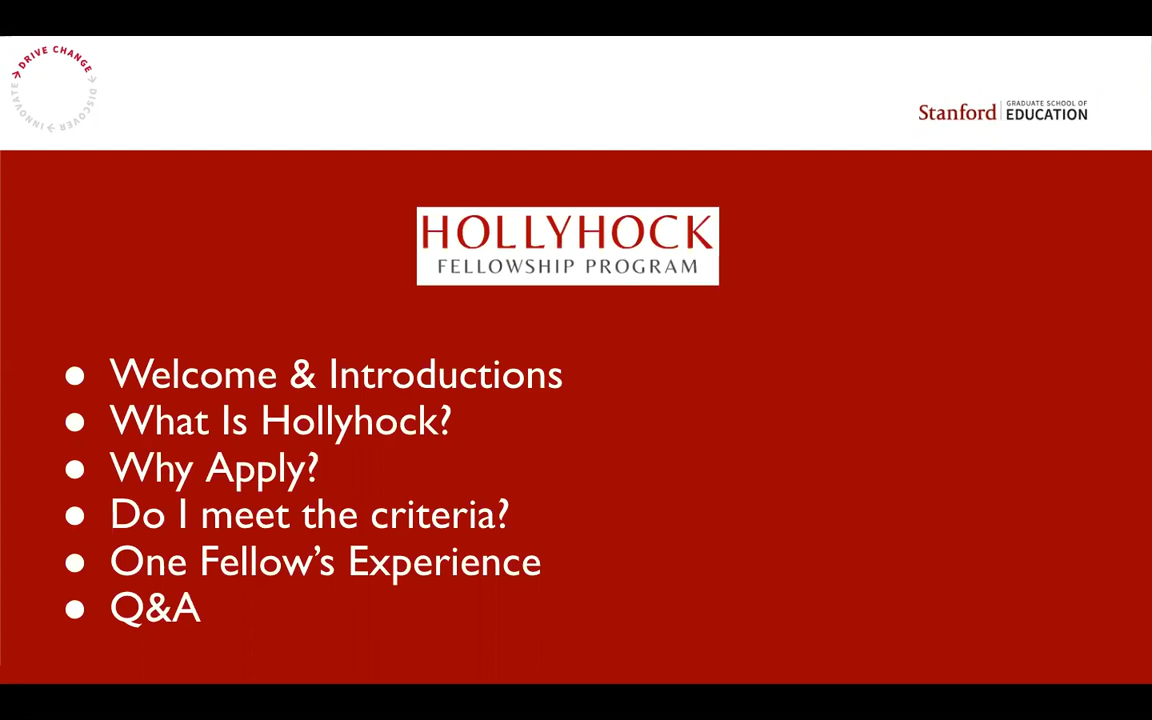 DRIVE CHANGE
DISCOVER
INNOVATE
Stanford
GRADUATE SCHOOL OF
EDUCATION
HOLLYHOCK
FELLOWSHIP PROGRAM
● Welcome & Introductions
● What Is Hollyhock?
● Why Apply?
● Do I meet the criteria?
● One Fellow’s Experience
● Q&A